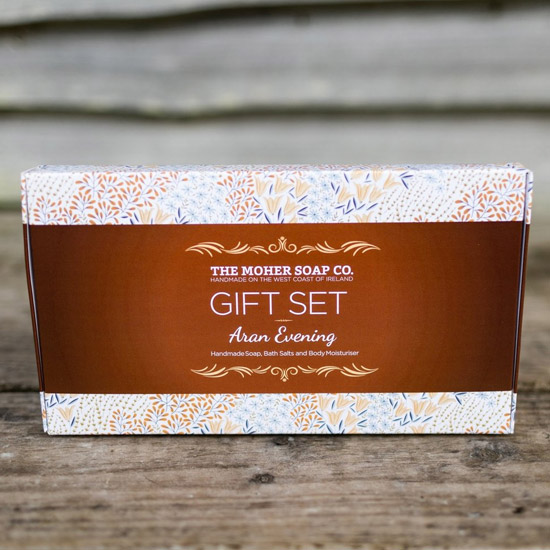 THE MOHER SOAP CO.
HANDMADE ON THE WEST COAST OF IRELAND
GIFT SET
Aran Evening
Handmade Soap, Bath Salts and Body Moisturiser